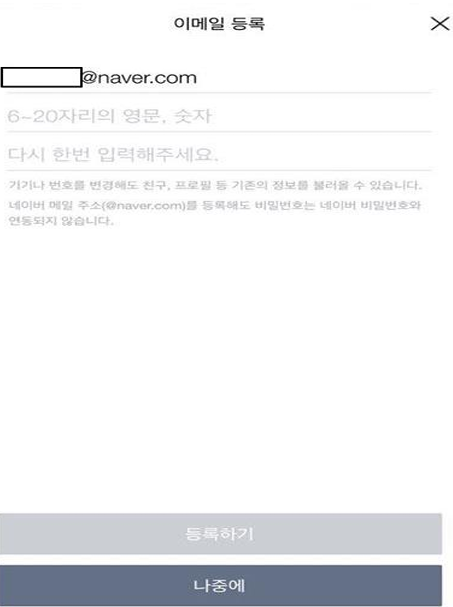 이메일 등록
@naver.com
6~20자리의 영문, 숫자
다시 한번 입력해주세요.
기기나 번호를 변경해도 친구, 프로필 등 기존의 정보를 불러올 수 있습니다.
네이버 메일 주소(@naver.com)를 등록해도 비밀번호는 네이버 비밀번호와
연동되지 않습니다.
등록하기
나중에